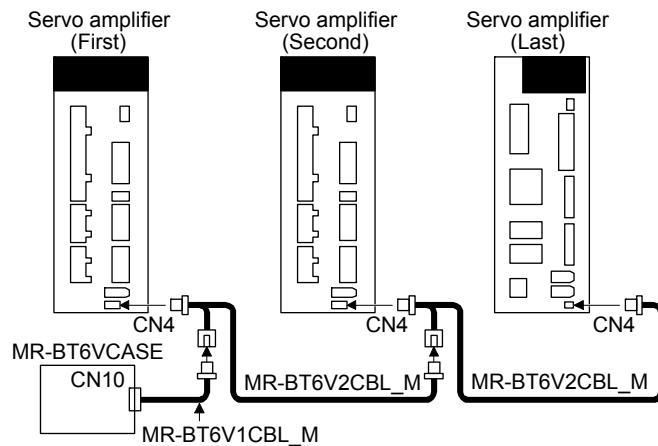 Servo amplifier
(First)
Servo amplifier
(Second)
Servo amplifier
(Last)
CN4
CN4
CN4
MR-BT6VCASE
CN10
MR-BT6V2CBL_M
MR-BT6V2CBL_M
MR-BT6V1CBL_M